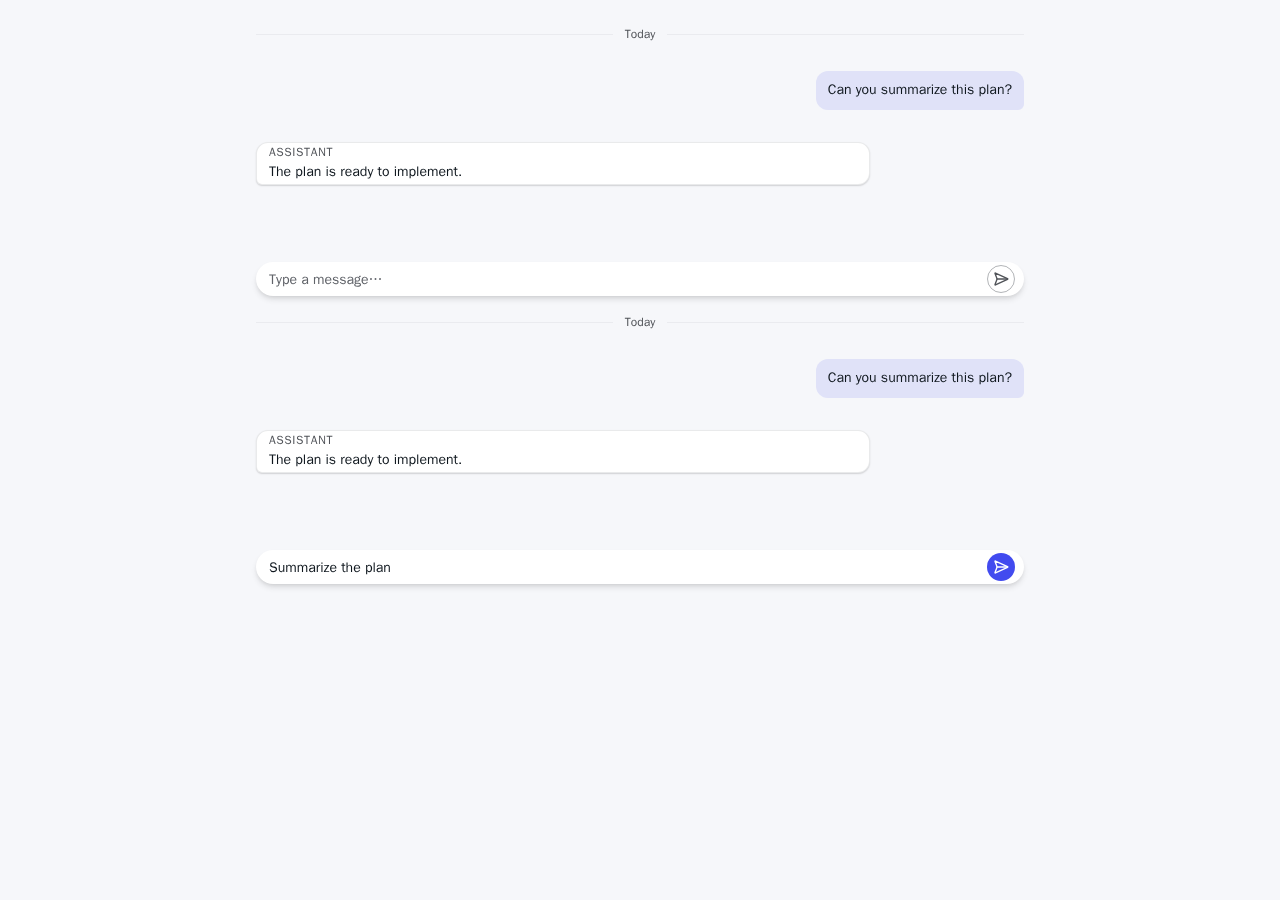 Today
Can you summarize this plan?
ASSISTANT
The plan is ready to implement.
Type a message…
Today
Can you summarize this plan?
ASSISTANT
The plan is ready to implement.
Summarize the plan